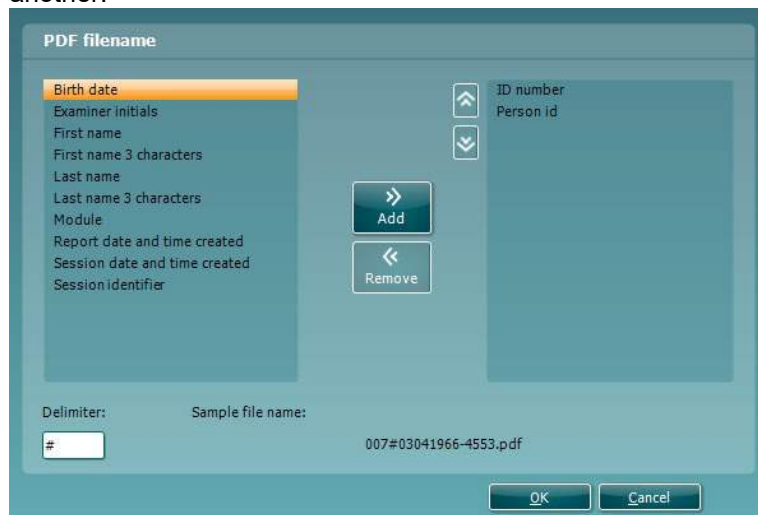 another.
PDF filename
Birth date
Examiner initials
First name
First name 3 characters
Last name
Last name 3 characters
Module
Report date and time created
Session date and time created
Session identifier
Add
Remove
ID number
Person id
Delimiter:
Sample file name:
#
007#03041966-4553.pdf
OK
Cancel